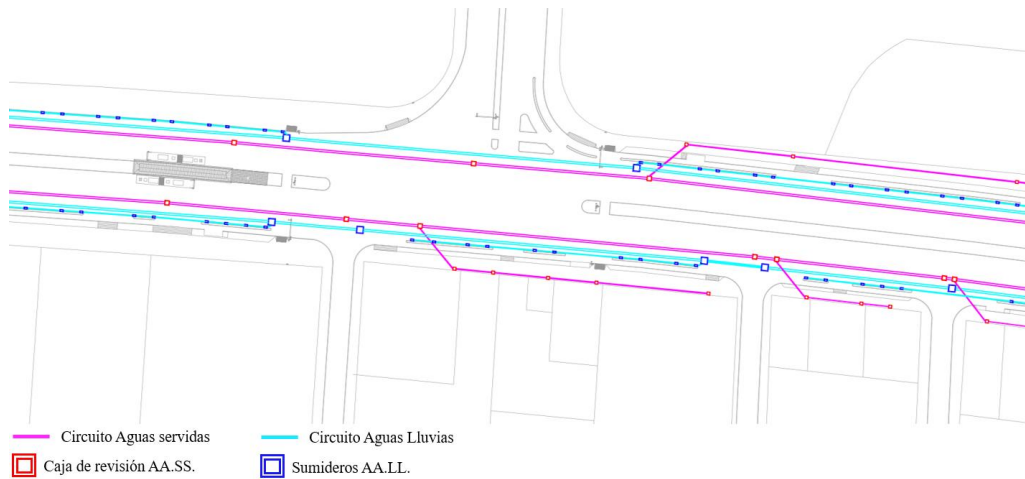 Circuito Aguas servidas
Circuito Aguas Lluvias
Caja de revisión AA.SS.
Sumideros AA.LL.